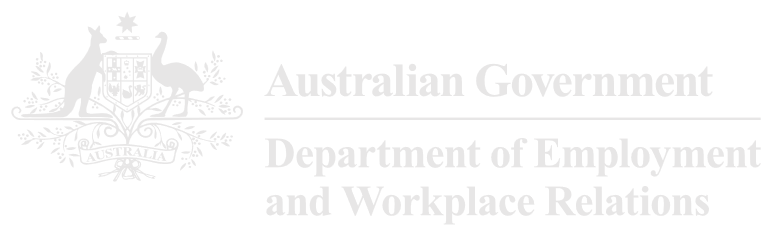 Australian Government
Department of Employment
and Workplace Relations
AUSTRALIA